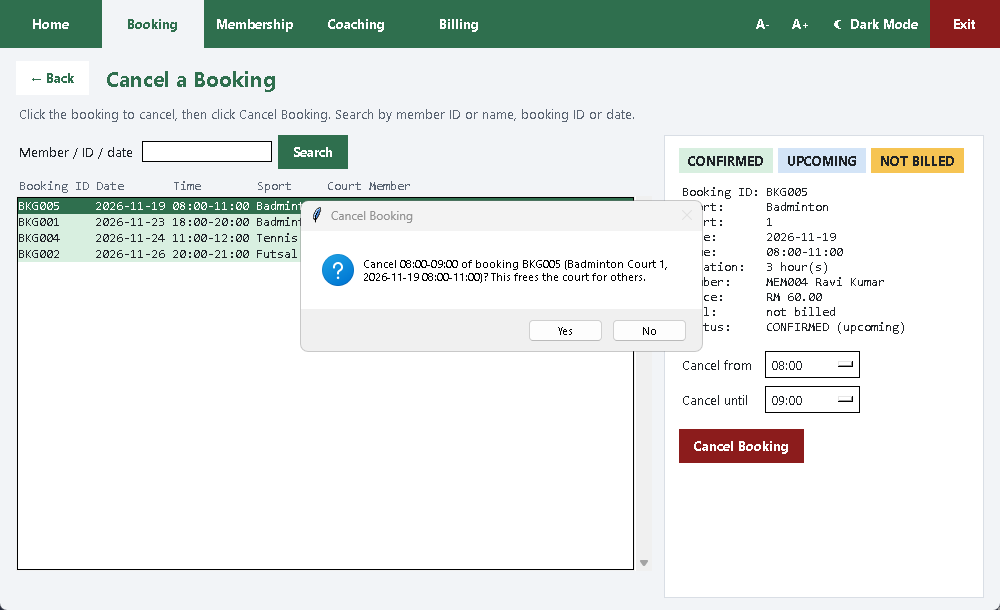 Home Booking Membership Coaching Billing A- A+ ☾ Dark Mode Exit
← Back Cancel a Booking
Click the booking to cancel, then click Cancel Booking. Search by member ID or name, booking ID or date.
Member / ID / date Search
Booking ID Date Time Sport Court Member
BKG005 2026-11-19 08:00-11:00 Badmint
BKG001 2026-11-23 18:00-20:00 Badmint
BKG004 2026-11-24 11:00-12:00 Tennis
BKG002 2026-11-26 20:00-21:00 Futsal
Cancel Booking
Cancel 08:00-09:00 of booking BKG005 (Badminton Court 1,
2026-11-19 08:00-11:00)? This frees the court for others.
Yes No
CONFIRMED UPCOMING NOT BILLED
Booking ID: BKG005
ort: Badminton
rt: 1
e: 2026-11-19
e: 08:00-11:00
ation: 3 hour(s)
ber: MEM004 Ravi Kumar
ce: RM 60.00
l: not billed
tus: CONFIRMED (upcoming)
Cancel from 08:00
Cancel until 09:00
Cancel Booking